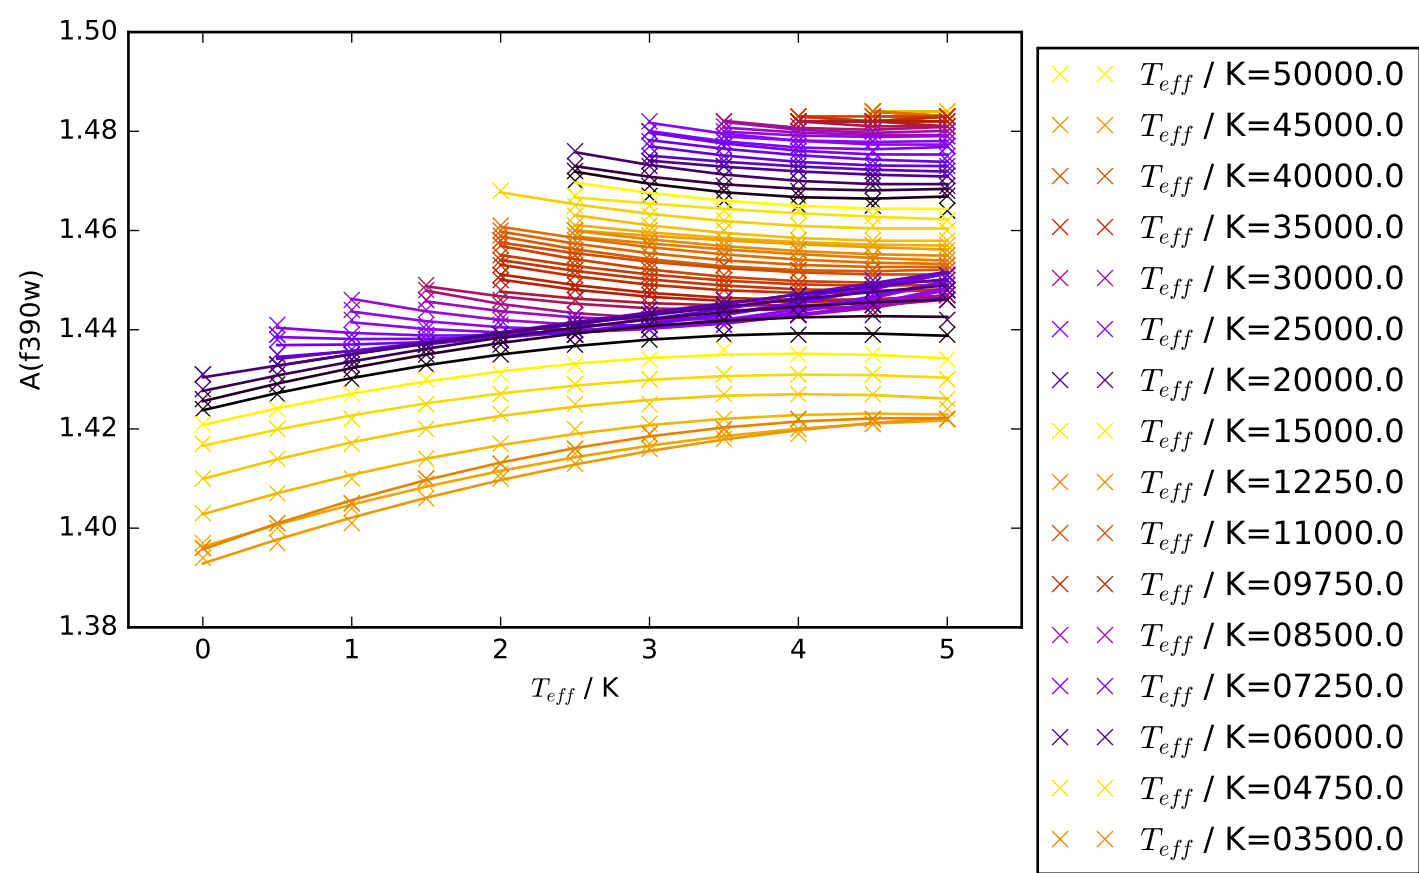 1.50
1.48
1.46
1.44
1.42
1.40
1.38
A(f390w)
0 1 2 3 4 5
T_eff / K
T_eff / K=50000.0
T_eff / K=45000.0
T_eff / K=40000.0
T_eff / K=35000.0
T_eff / K=30000.0
T_eff / K=25000.0
T_eff / K=20000.0
T_eff / K=15000.0
T_eff / K=12250.0
T_eff / K=11000.0
T_eff / K=09750.0
T_eff / K=08500.0
T_eff / K=07250.0
T_eff / K=06000.0
T_eff / K=04750.0
T_eff / K=03500.0